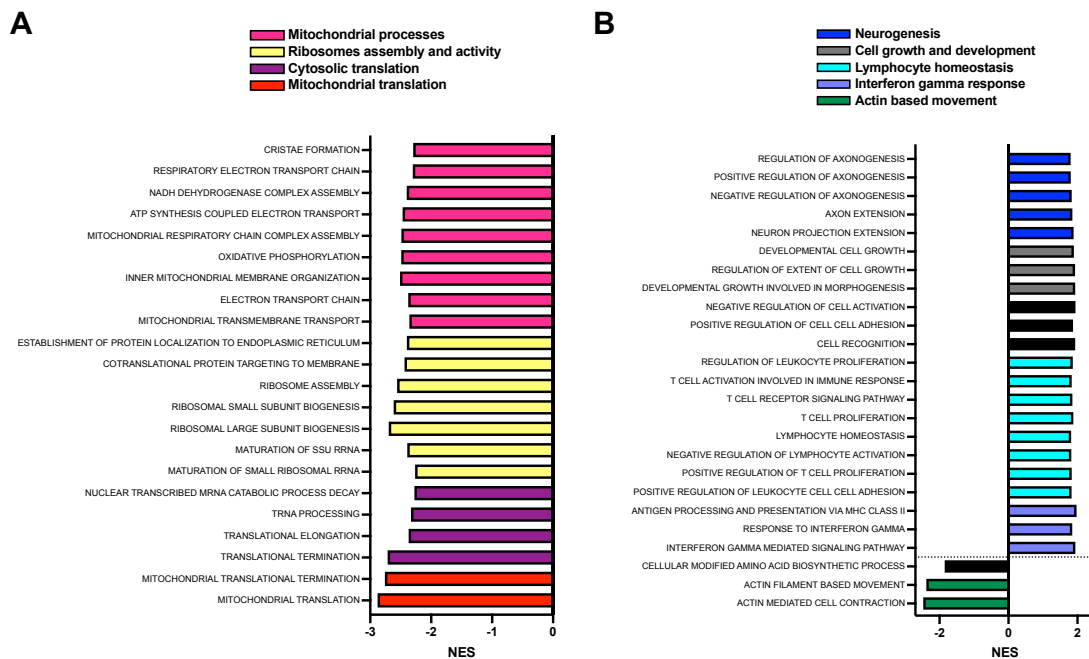 A
Mitochondrial processes
Ribosomes assembly and activity
Cytosolic translation
Mitochondrial translation
CRISTAE FORMATION
RESPIRATORY ELECTRON TRANSPORT CHAIN
NADH DEHYDROGENASE COMPLEX ASSEMBLY
ATP SYNTHESIS COUPLED ELECTRON TRANSPORT
MITOCHONDRIAL RESPIRATORY CHAIN COMPLEX ASSEMBLY
OXIDATIVE PHOSPHORYLATION
INNER MITOCHONDRIAL MEMBRANE ORGANIZATION
ELECTRON TRANSPORT CHAIN
MITOCHONDRIAL TRANSMEMBRANE TRANSPORT
ESTABLISHMENT OF PROTEIN LOCALIZATION TO ENDOPLASMIC RETICULUM
COTRANSLATIONAL PROTEIN TARGETING TO MEMBRANE
RIBOSOME ASSEMBLY
RIBOSOMAL SMALL SUBUNIT BIOGENESIS
RIBOSOMAL LARGE SUBUNIT BIOGENESIS
MATURATION OF SSU RRNA
MATURATION OF SMALL RIBOSOMAL RRNA
NUCLEAR TRANSCRIBED MRNA CATABOLIC PROCESS DECAY
TRNA PROCESSING
TRANSLATIONAL ELONGATION
TRANSLATIONAL TERMINATION
MITOCHONDRIAL TRANSLATIONAL TERMINATION
MITOCHONDRIAL TRANSLATION
-3 -2 -1 0
NES
B
Neurogenesis
Cell growth and development
Lymphocyte homeostasis
Interferon gamma response
Actin based movement
REGULATION OF AXONOGENESIS
POSITIVE REGULATION OF AXONOGENESIS
NEGATIVE REGULATION OF AXONOGENESIS
AXON EXTENSION
NEURON PROJECTION EXTENSION
DEVELOPMENTAL CELL GROWTH
REGULATION OF EXTENT OF CELL GROWTH
DEVELOPMENTAL GROWTH INVOLVED IN MORPHOGENESIS
NEGATIVE REGULATION OF CELL ACTIVATION
POSITIVE REGULATION OF CELL CELL ADHESION
CELL RECOGNITION
REGULATION OF LEUKOCYTE PROLIFERATION
T CELL ACTIVATION INVOLVED IN IMMUNE RESPONSE
T CELL RECEPTOR SIGNALING PATHWAY
T CELL PROLIFERATION
LYMPHOCYTE HOMEOSTASIS
NEGATIVE REGULATION OF LYMPHOCYTE ACTIVATION
POSITIVE REGULATION OF T CELL PROLIFERATION
POSITIVE REGULATION OF LEUKOCYTE CELL CELL ADHESION
ANTIGEN PROCESSING AND PRESENTATION VIA MHC CLASS II
RESPONSE TO INTERFERON GAMMA
INTERFERON GAMMA MEDIATED SIGNALING PATHWAY
CELLULAR MODIFIED AMINO ACID BIOSYNTHETIC PROCESS
ACTIN FILAMENT BASED MOVEMENT
ACTIN MEDIATED CELL CONTRACTION
-2 0 2
NES